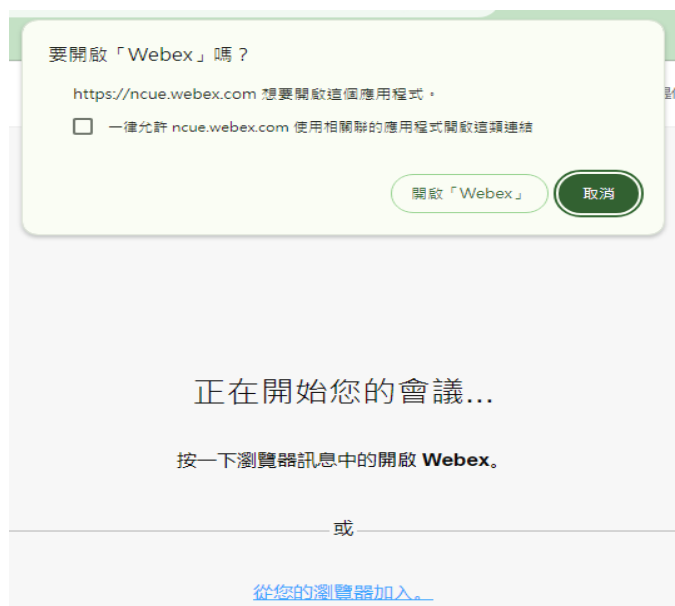 要開啟「Webex」嗎？
https://ncue.webex.com 想要開啟這個應用程式。
一律允許 ncue.webex.com 使用相關聯的應用程式開啟這類連結
開啟「Webex」
取消
正在開始您的會議...
按一下瀏覽器訊息中的開啟 Webex。
或
從您的瀏覽器加入。